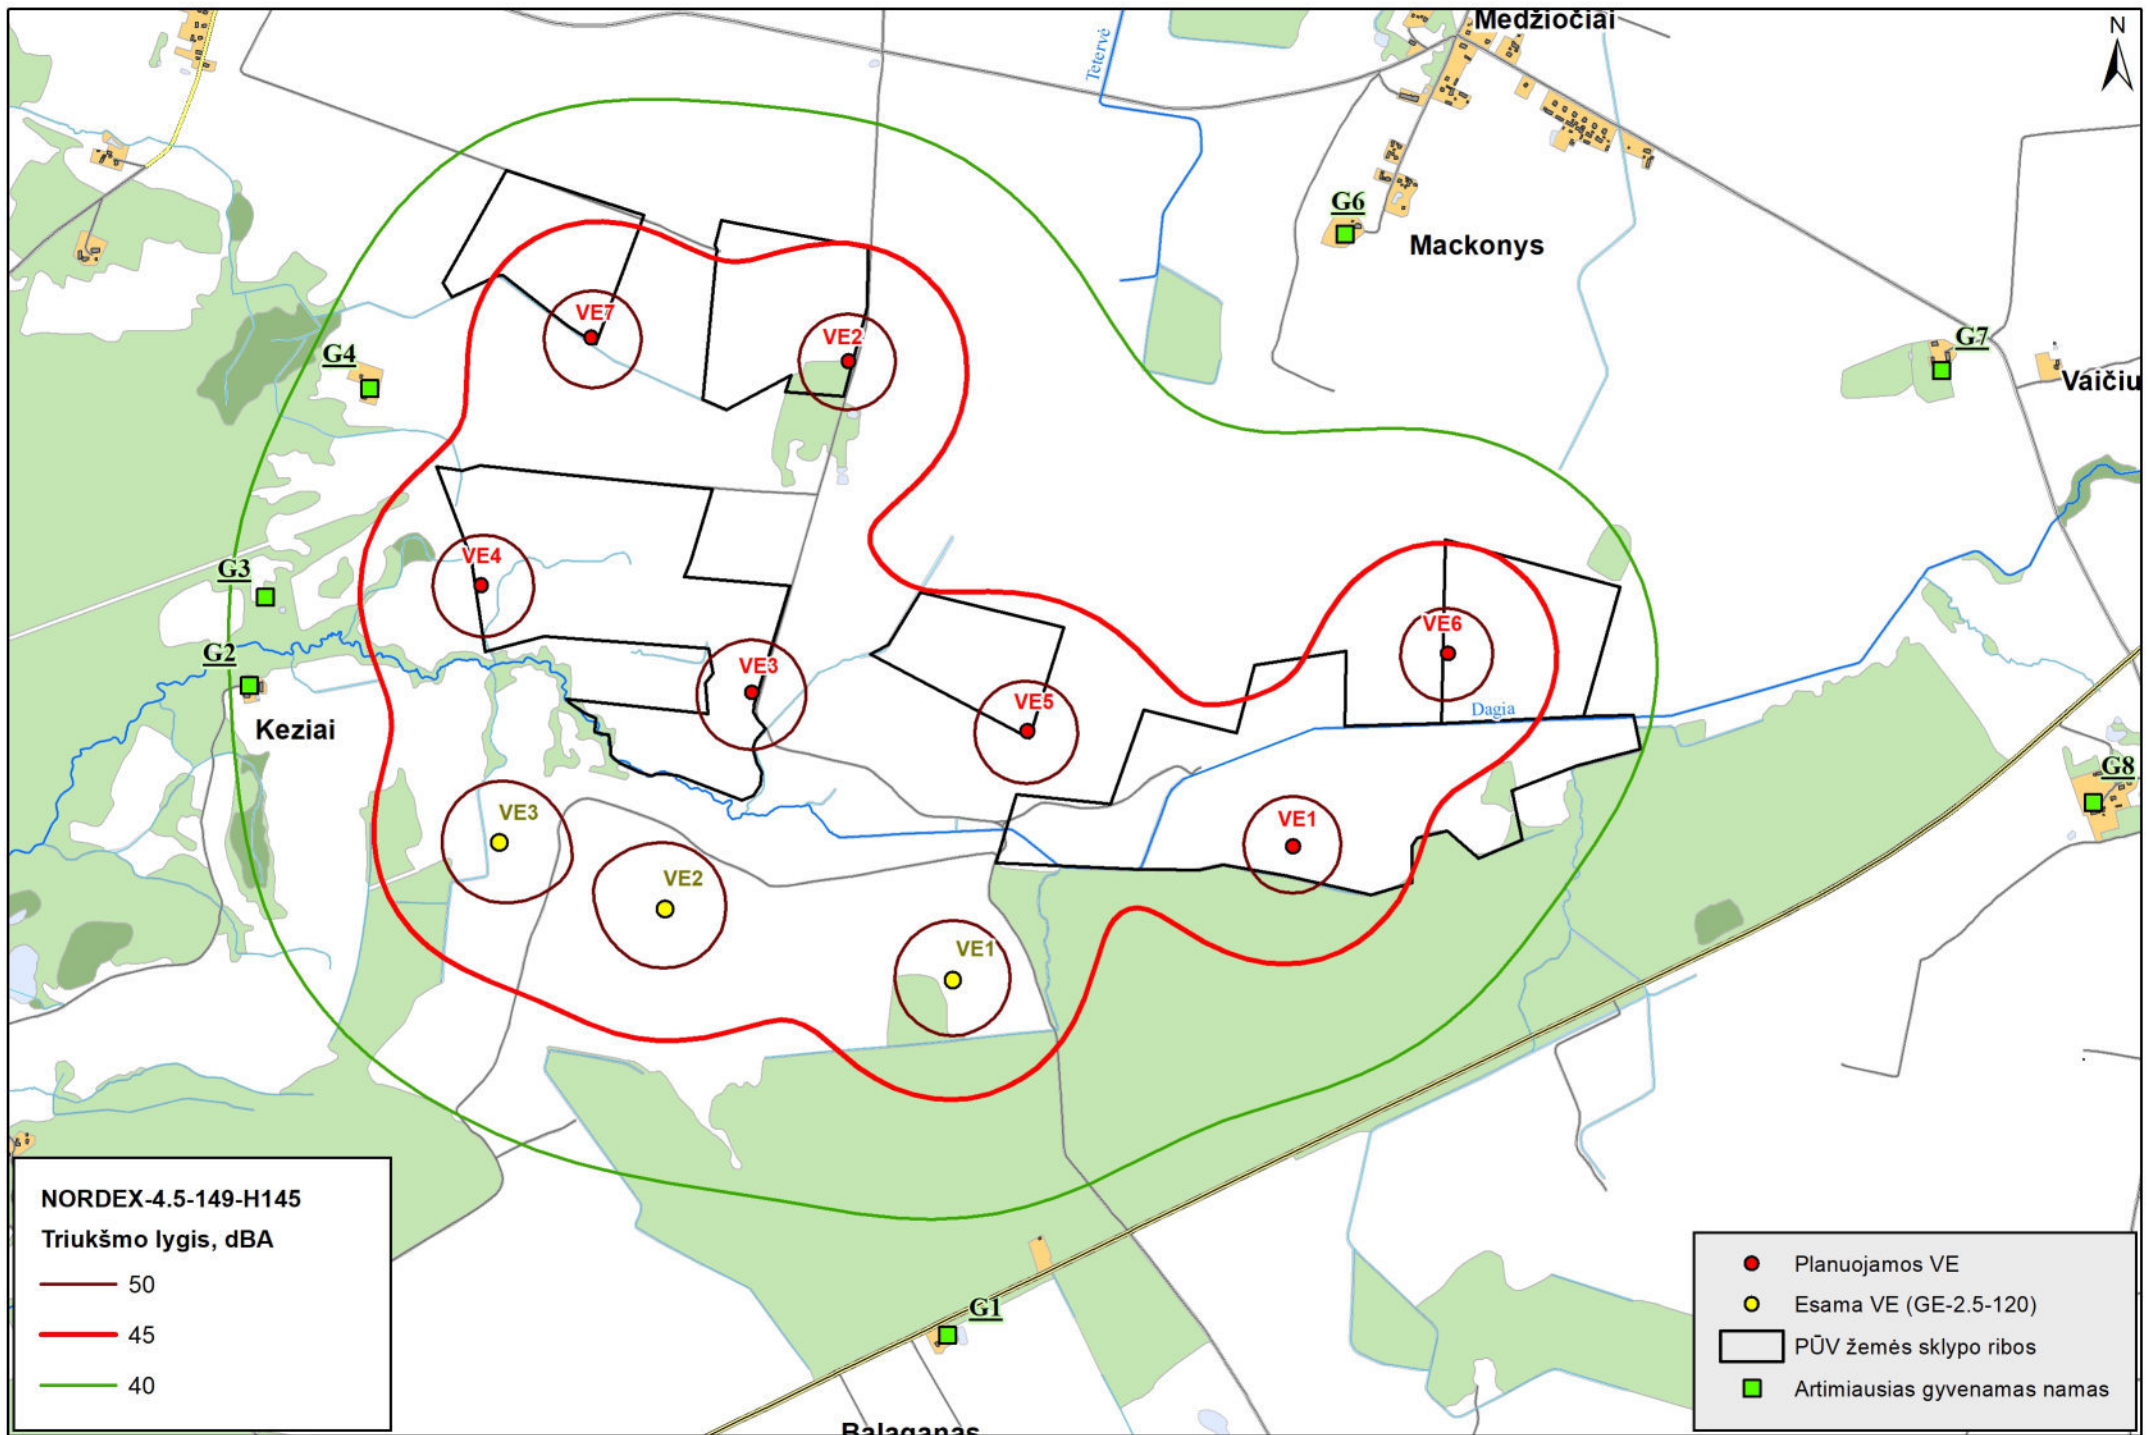 Medžiočiai
N
Tetervė
G6
Mackonys
VE7
VE2
G4
G7
VE4
G3
VE6
G2
VE3
VE5
Dagia
Keziai
G8
VE3
VE1
VE2
VE1
NORDEX-4.5-149-H145
Triukšmo lygis, dBA
50
45
40
G1
Planuojamos VE
Esama VE (GE-2.5-120)
PŪV žemės sklypo ribos
Artimiausias gyvenamas namas
Balaganas